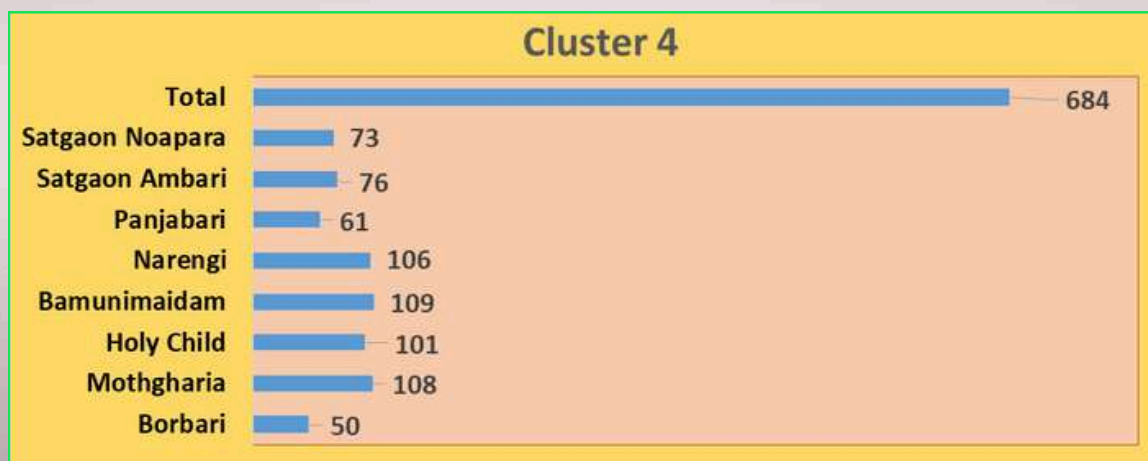 Cluster 4
Total 684
Satgaon Noapara 73
Satgaon Ambari 76
Panjabari 61
Narengi 106
Bamunimaidam 109
Holy Child 101
Mothgharia 108
Borbari 50